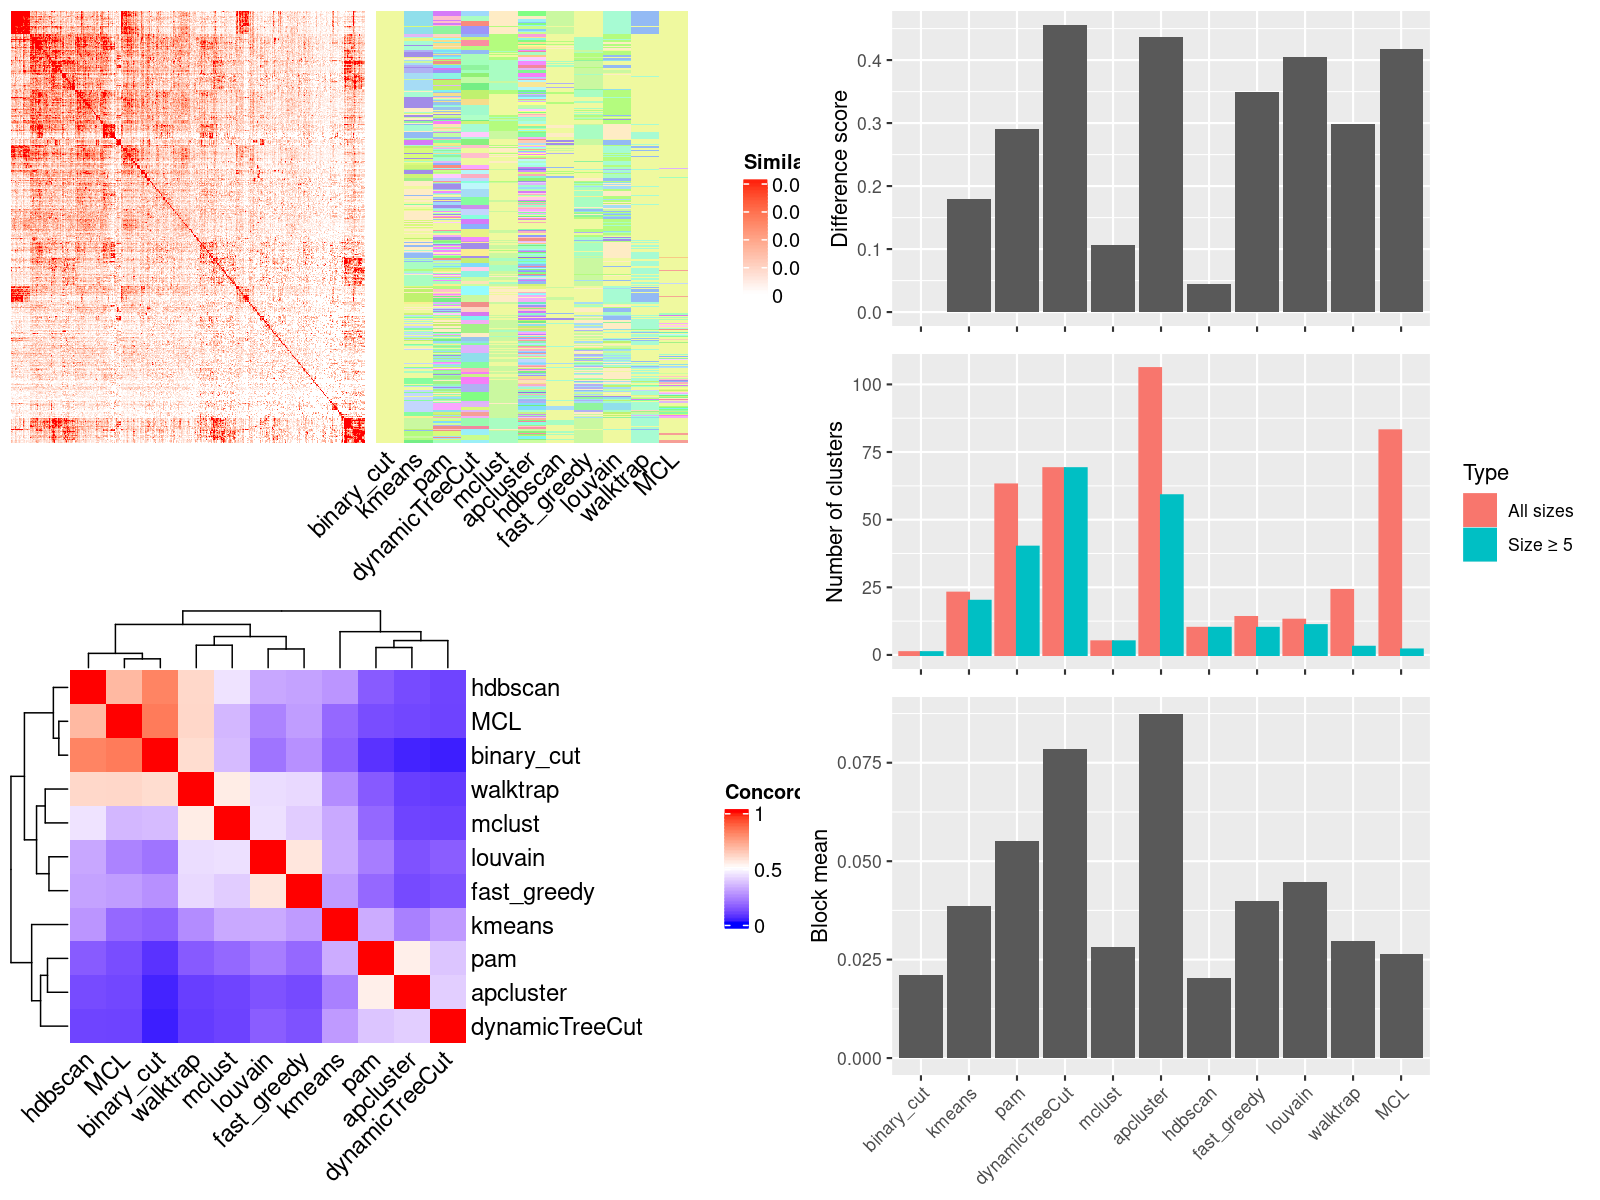 Simila
0.0
0.0
0.0
0.0
0
binary_cut
kmeans
pam
dynamicTreeCut
mclust
apcluster
hdbscan
fast_greedy
louvain
walktrap
MCL
hdbscan
MCL
binary_cut
walktrap
mclust
louvain
fast_greedy
kmeans
pam
apcluster
dynamicTreeCut
hdbscan
MCL
binary_cut
walktrap
mclust
louvain
fast_greedy
kmeans
pam
apcluster
dynamicTreeCut
Concord
1
0.5
0
Difference score
0.4
0.3
0.2
0.1
0.0
Number of clusters
100
75
50
25
0
Type
All sizes
Size ≥ 5
Block mean
0.075
0.050
0.025
0.000
binary_cut
kmeans
pam
dynamicTreeCut
mclust
apcluster
hdbscan
fast_greedy
louvain
walktrap
MCL